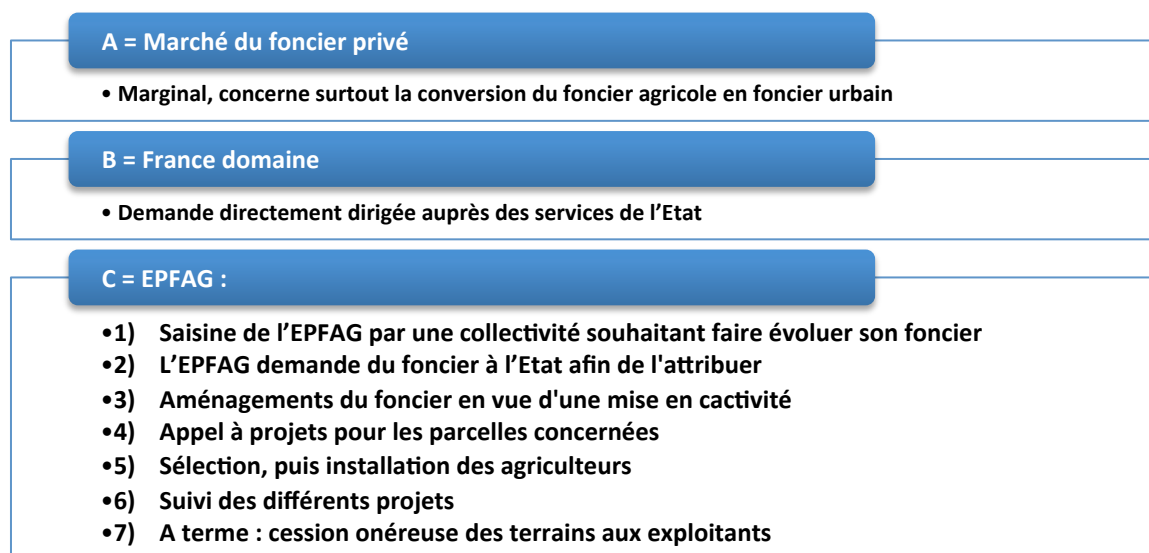 A = Marché du foncier privé
• Marginal, concerne surtout la conversion du foncier agricole en foncier urbain
B = France domaine
• Demande directement dirigée auprès des services de l’Etat
C = EPFAG :
•1) Saisine de l’EPFAG par une collectivité souhaitant faire évoluer son foncier
•2) L’EPFAG demande du foncier à l’Etat afin de l'attribuer
•3) Aménagements du foncier en vue d'une mise en cactivité
•4) Appel à projets pour les parcelles concernées
•5) Sélection, puis installation des agriculteurs
•6) Suivi des différents projets
•7) A terme : cession onéreuse des terrains aux exploitants